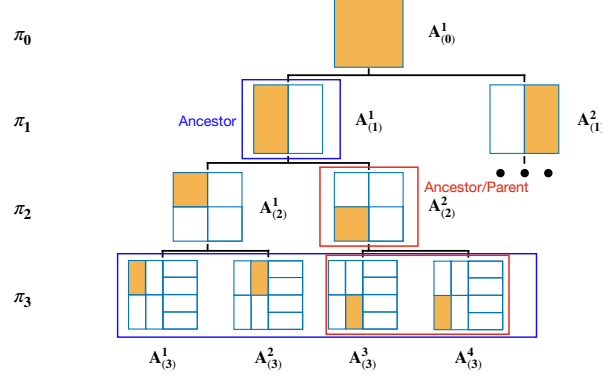 π₀ A¹₍₀₎
π₁ Ancestor A¹₍₁₎ A²₍₁₎
Ancestor/Parent
π₂ A¹₍₂₎ A²₍₂₎
π₃
A¹₍₃₎ A²₍₃₎ A³₍₃₎ A⁴₍₃₎